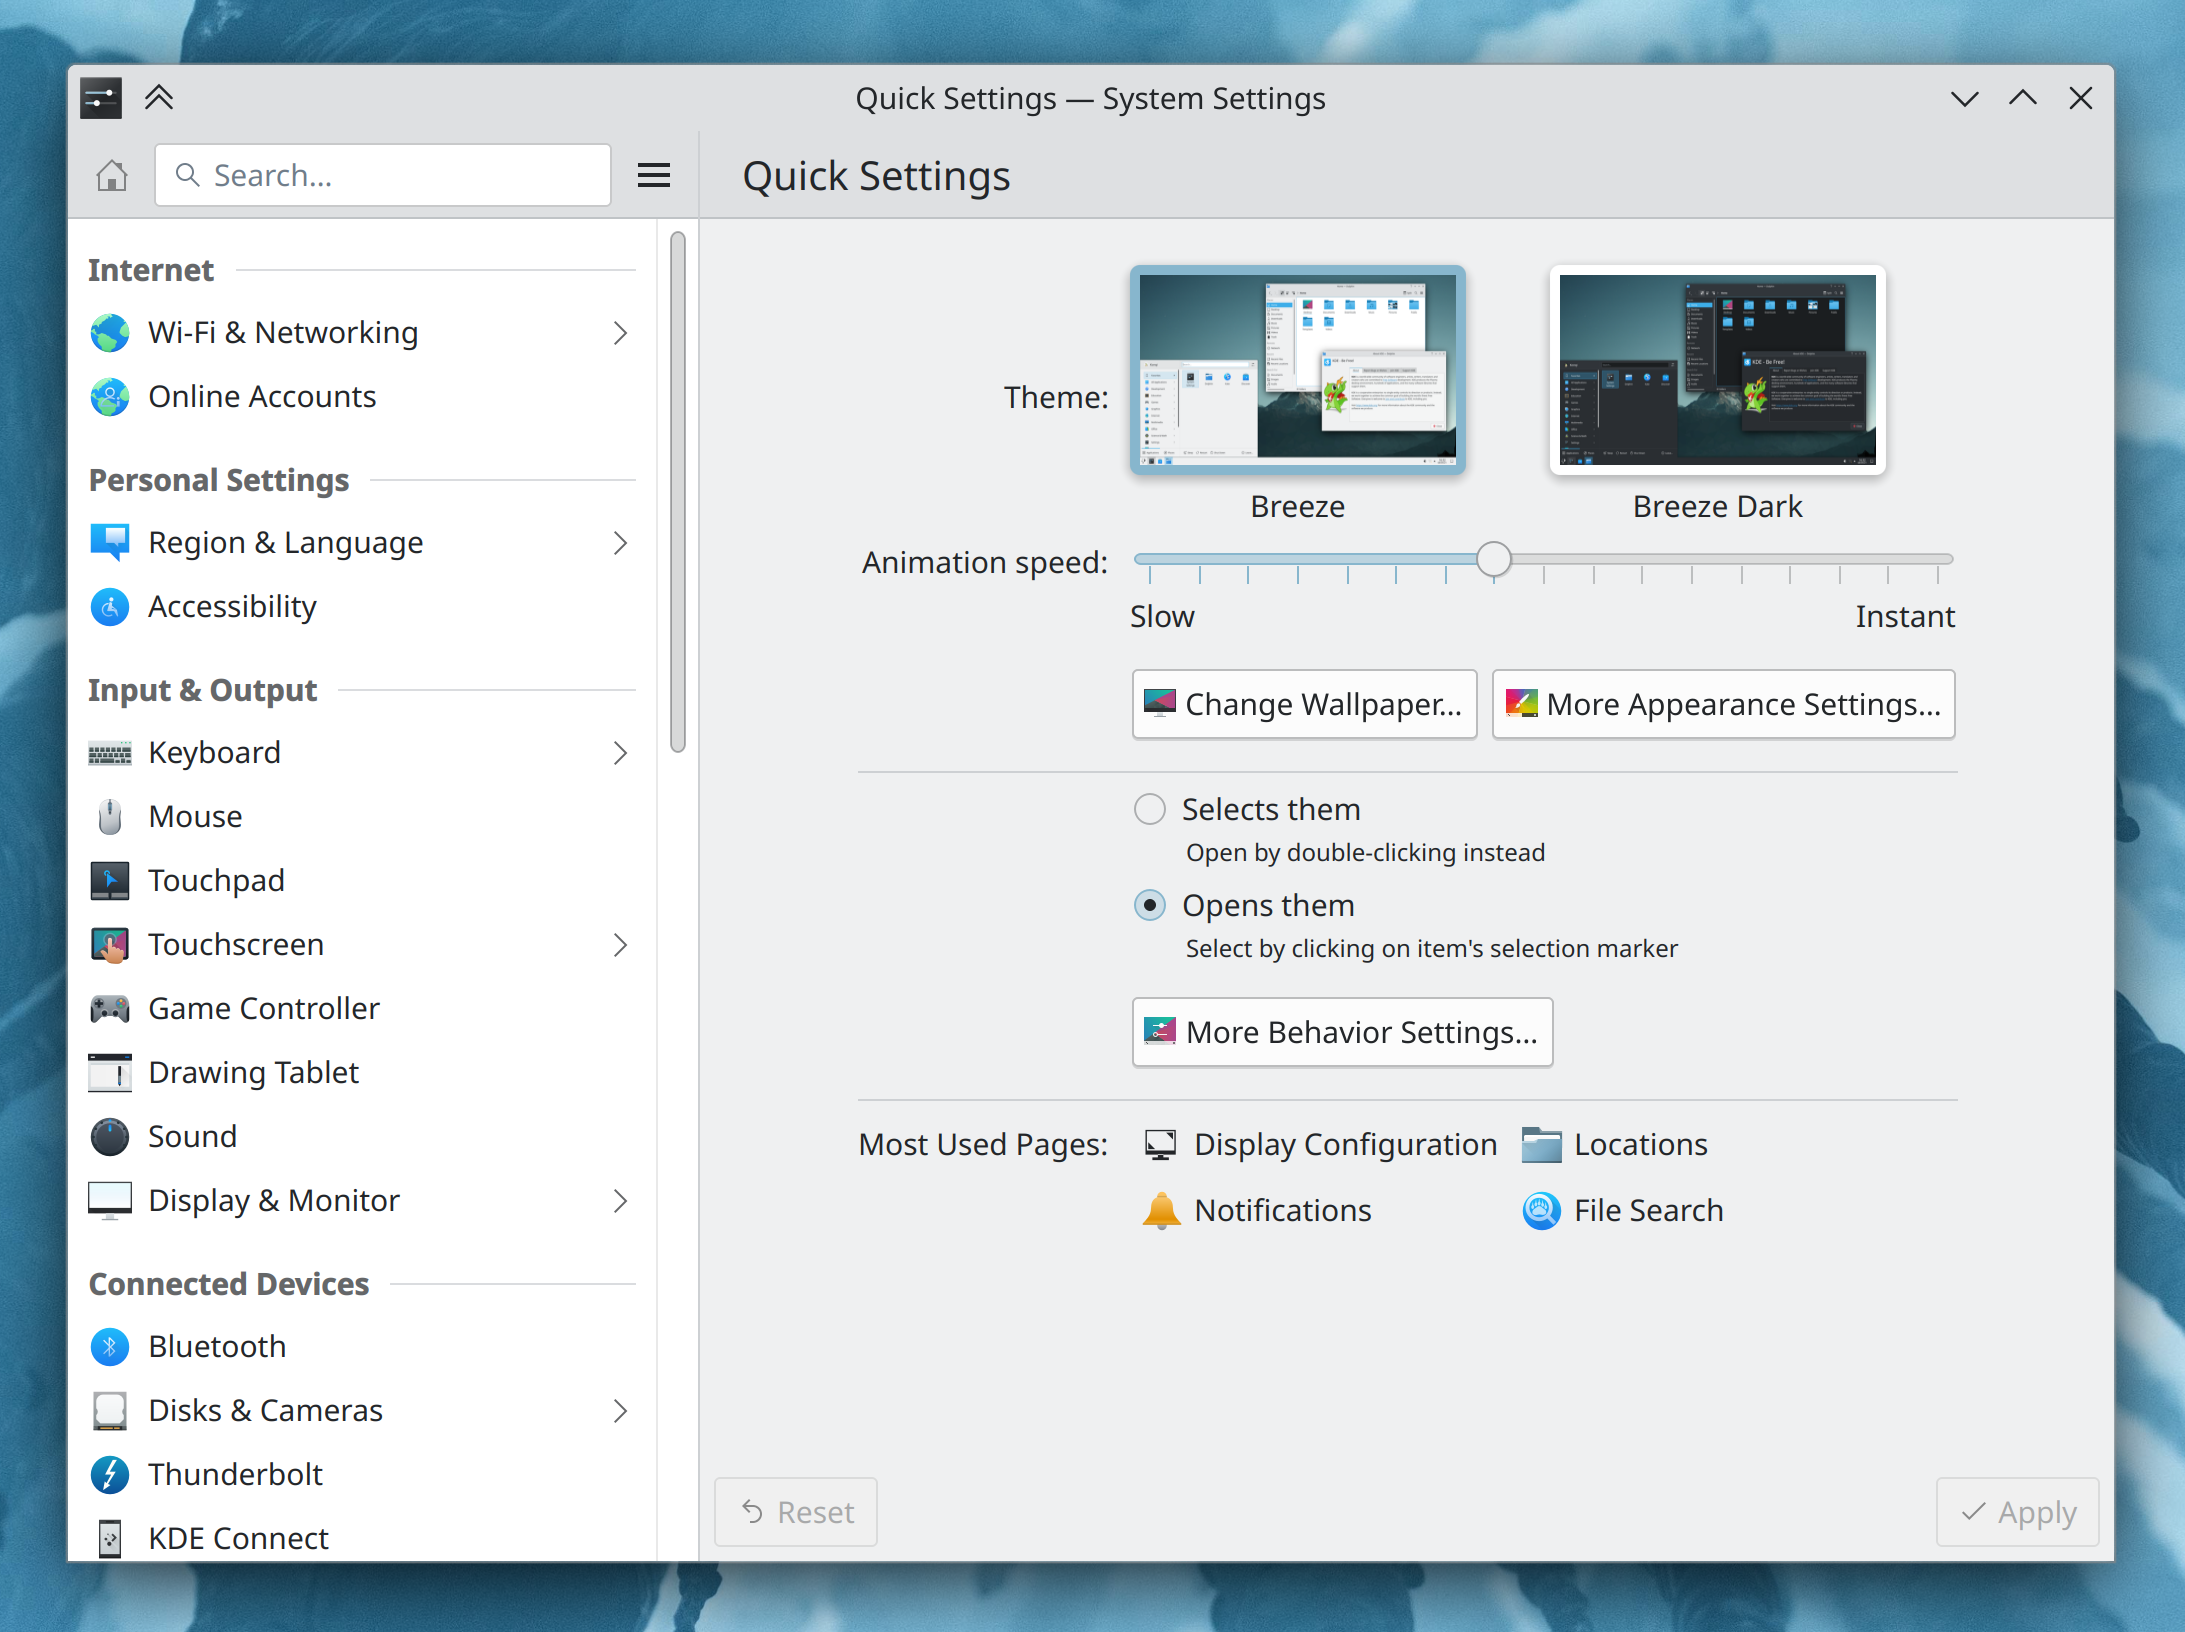 Quick Settings — System Settings
Search...
Quick Settings
Internet
Wi-Fi & Networking
Online Accounts
Personal Settings
Region & Language
Accessibility
Input & Output
Keyboard
Mouse
Touchpad
Touchscreen
Game Controller
Drawing Tablet
Sound
Display & Monitor
Connected Devices
Bluetooth
Disks & Cameras
Thunderbolt
KDE Connect
Theme:
Breeze
Breeze Dark
Animation speed:
Slow
Instant
Change Wallpaper...
More Appearance Settings...
Selects them
Open by double-clicking instead
Opens them
Select by clicking on item's selection marker
More Behavior Settings...
Most Used Pages:
Display Configuration
Locations
Notifications
File Search
Reset
Apply